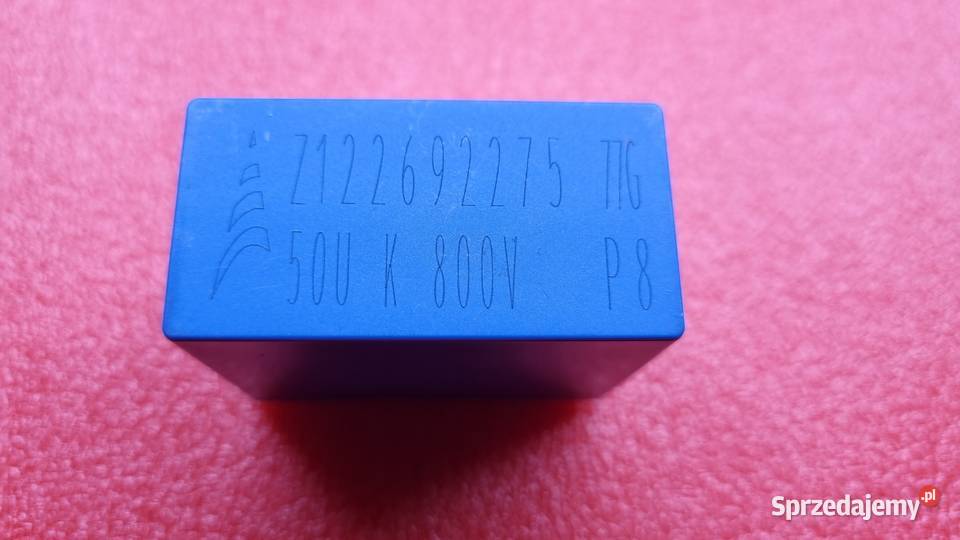 Z122692275 TTG
50U K 800V P8
Sprzedajemy.pl